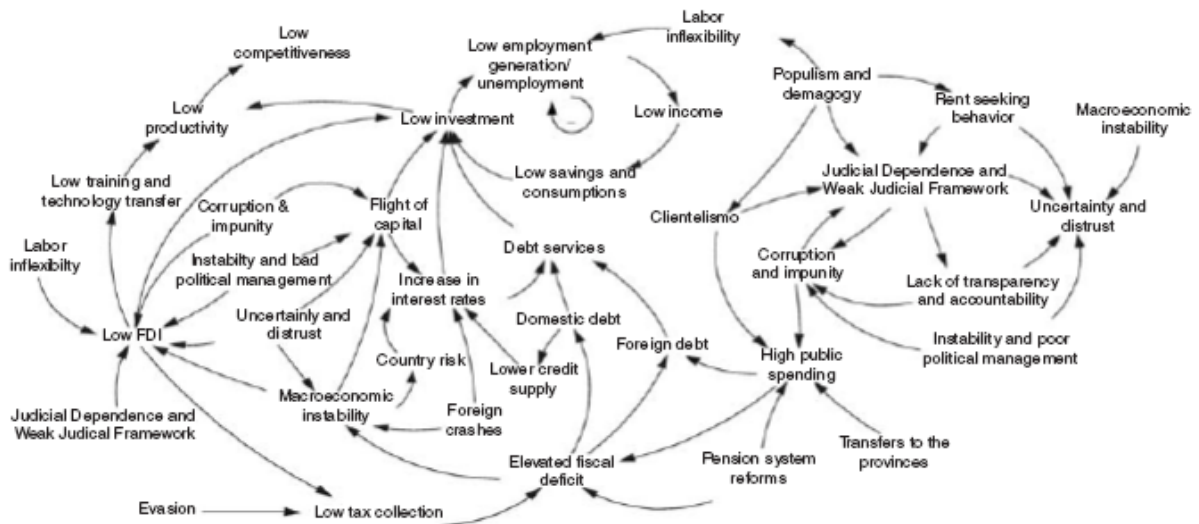 Low
competitiveness
Low employment
generation/
unemployment
Labor
inflexibility
Populism and
demagogy
Rent seeking
behavior
Macroeconomic
instability
Low
productivity
Low investment
Low income
Low savings and
consumptions
Judicial Dependence and
Weak Judicial Framework
Low training and
technology transfer
Corruption &
impunity
Flight of
capital
Clientelismo
Uncertainty and
distrust
Labor
inflexibilty
Instabilty and bad
political management
Increase in
interest rates
Debt services
Corruption
and impunity
Lack of transparency
and accountability
Low FDI
Uncertainly and
distrust
Domestic debt
Foreign debt
High public
spending
Instability and poor
political management
Country risk
Lower credit
supply
Macroeconomic
instability
Foreign
crashes
Judicial Dependence and
Weak Judical Framework
Elevated fiscal
deficit
Pension system
reforms
Transfers to the
provinces
Evasion
Low tax collection